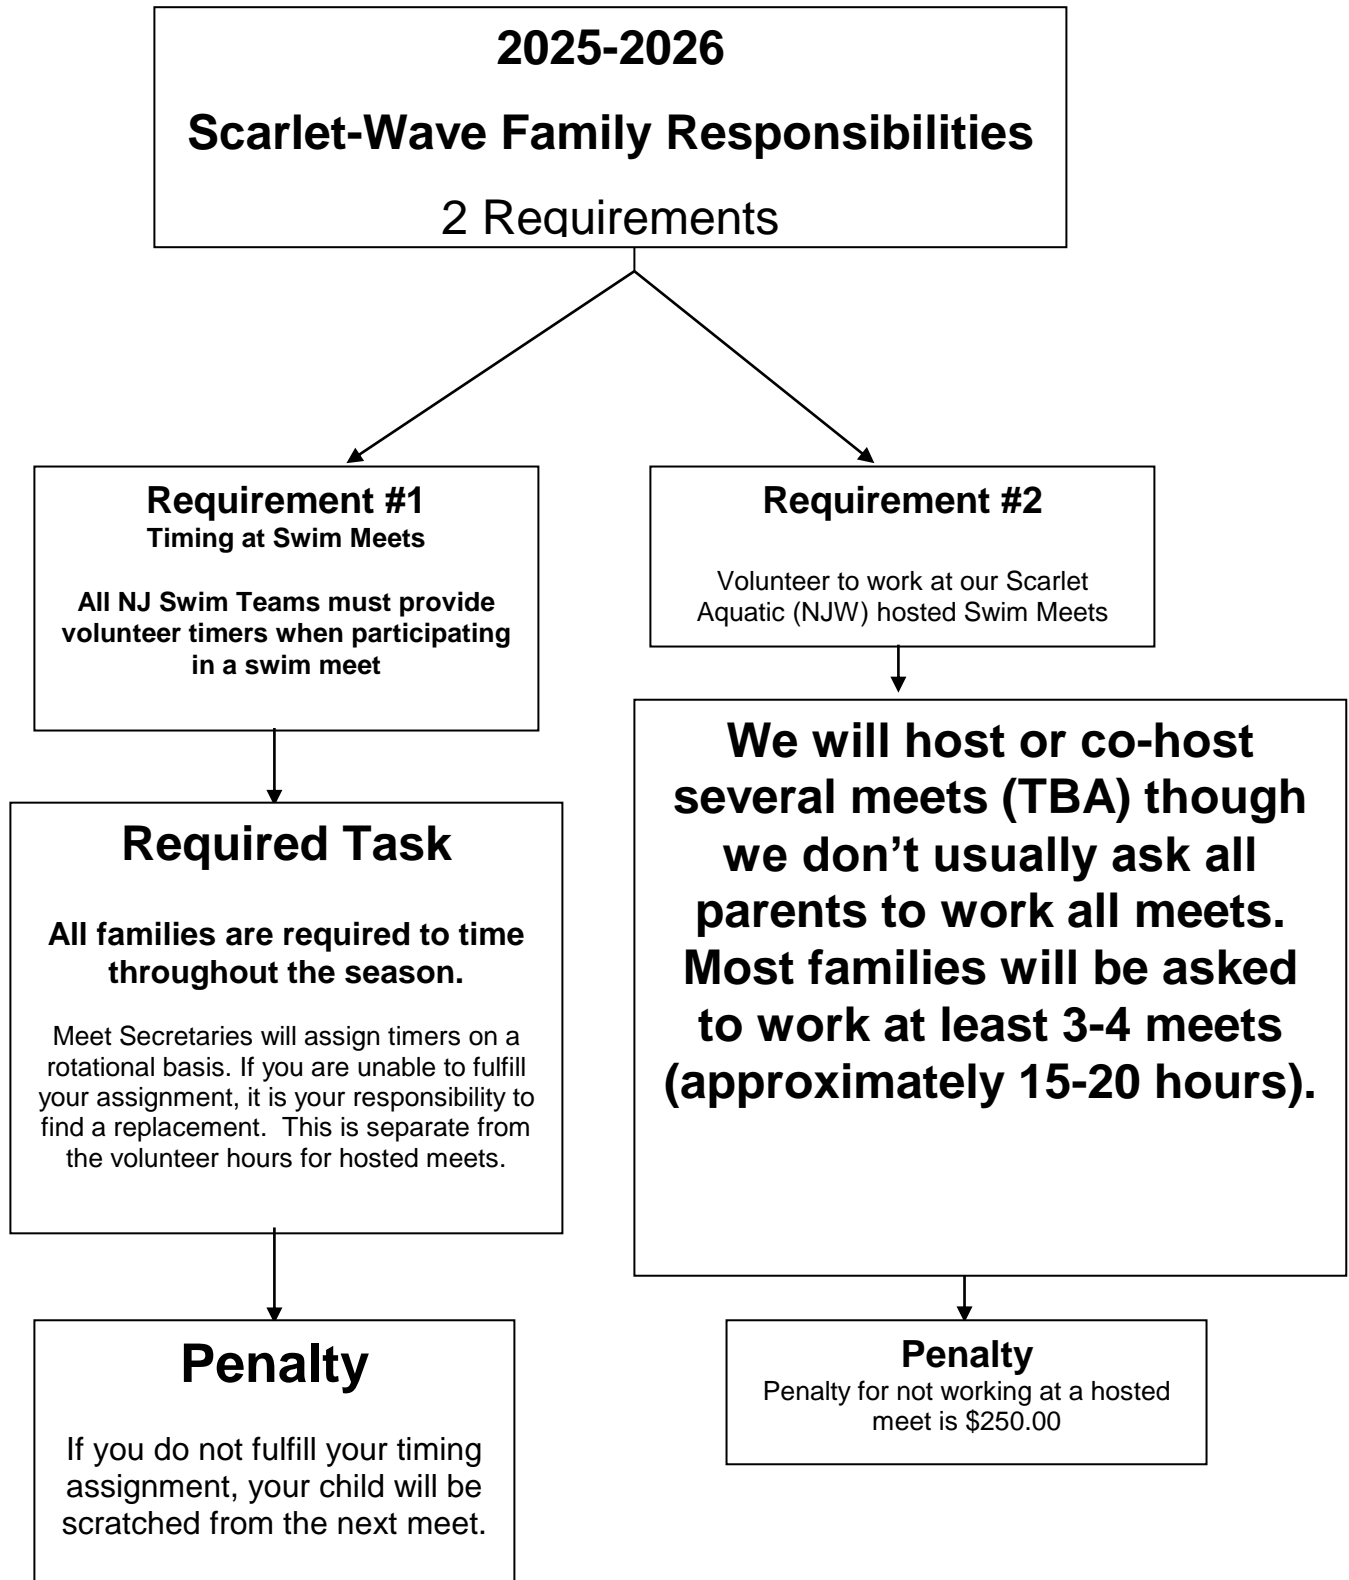 2025-2026
Scarlet-Wave Family Responsibilities
2 Requirements
Requirement #1
Timing at Swim Meets
All NJ Swim Teams must provide
volunteer timers when participating
in a swim meet
Required Task
All families are required to time
throughout the season.
Meet Secretaries will assign timers on a
rotational basis. If you are unable to fulfill
your assignment, it is your responsibility to
find a replacement.  This is separate from
the volunteer hours for hosted meets.
Penalty
If you do not fulfill your timing
assignment, your child will be
scratched from the next meet.
Requirement #2
Volunteer to work at our Scarlet
Aquatic (NJW) hosted Swim Meets
We will host or co-host
several meets (TBA) though
we don’t usually ask all
parents to work all meets.
Most families will be asked
to work at least 3-4 meets
(approximately 15-20 hours).
Penalty
Penalty for not working at a hosted
meet is $250.00